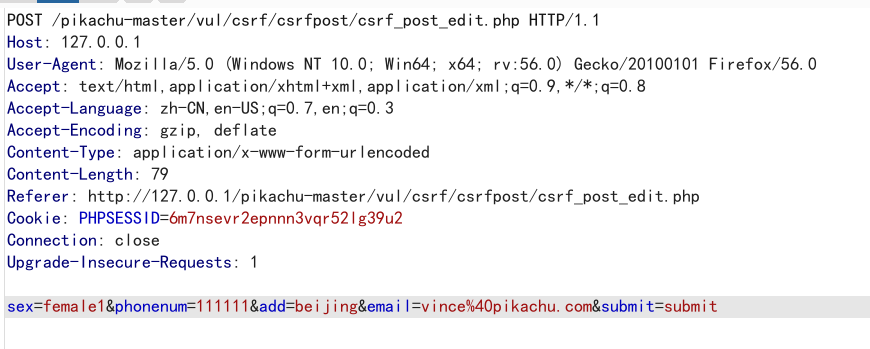 POST /pikachu-master/vul/csrf/csrfpost/csrf_post_edit.php HTTP/1.1
Host: 127.0.0.1
User-Agent: Mozilla/5.0 (Windows NT 10.0; Win64; x64; rv:56.0) Gecko/20100101 Firefox/56.0
Accept: text/html,application/xhtml+xml,application/xml;q=0.9,*/*;q=0.8
Accept-Language: zh-CN,en-US;q=0.7,en;q=0.3
Accept-Encoding: gzip, deflate
Content-Type: application/x-www-form-urlencoded
Content-Length: 79
Referer: http://127.0.0.1/pikachu-master/vul/csrf/csrfpost/csrf_post_edit.php
Cookie: PHPSESSID=6m7nsevr2epnnn3vqr52lg39u2
Connection: close
Upgrade-Insecure-Requests: 1
sex=female1&phonenum=111111&add=beijing&email=vince%40pikachu.com&submit=submit